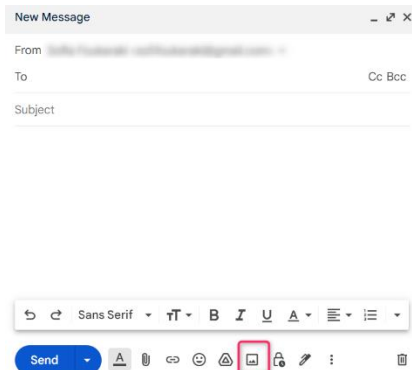 New Message
From
To Cc Bcc
Subject
Sans Serif
B I U A
Send A